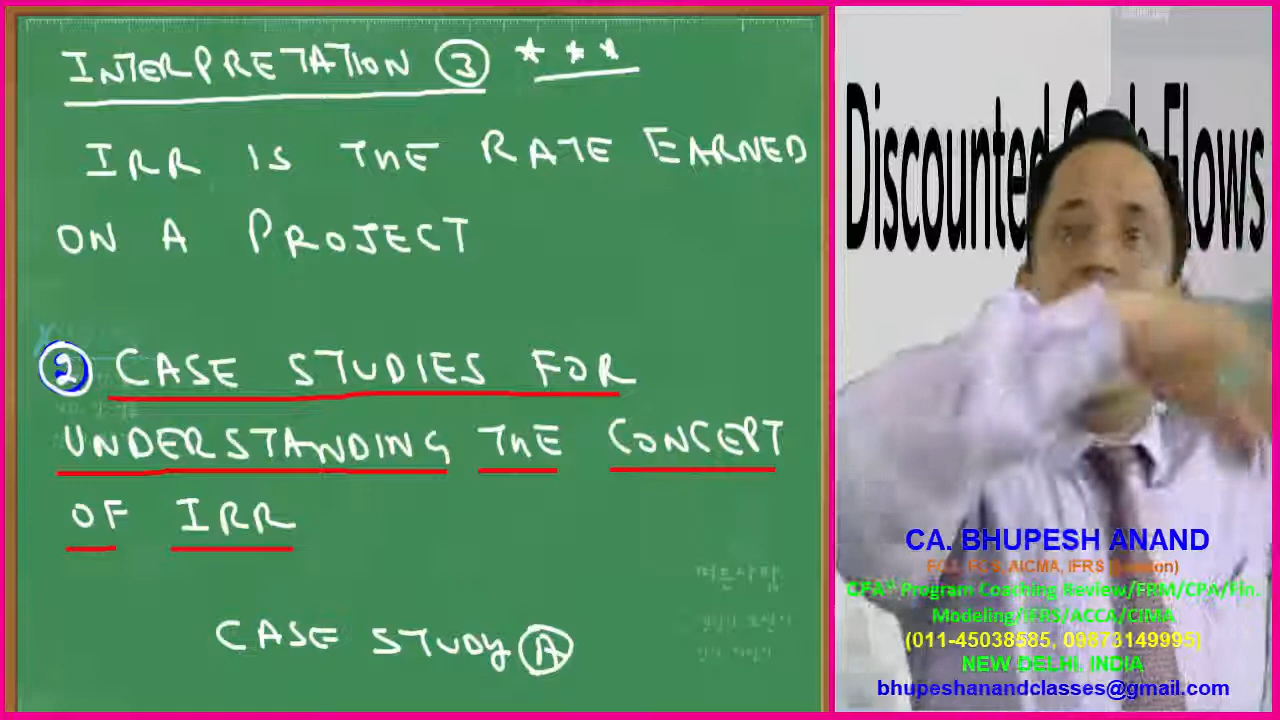 INTERPRETATION 3 * * *
IRR IS THE RATE EARNED
ON A PROJECT
2 CASE STUDIES FOR
UNDERSTANDING THE CONCEPT
OF IRR
CASE STUDY A
Discounted Cash Flows
CA. BHUPESH ANAND
FCA, FCS, AICMA, IFRS (London)
CFA® Program Coaching Review/FRM/CPA/Fin.
Modeling/IFRS/ACCA/CIMA
(011-45038585, 09873149995)
NEW DELHI, INDIA
bhupeshanandclasses@gmail.com